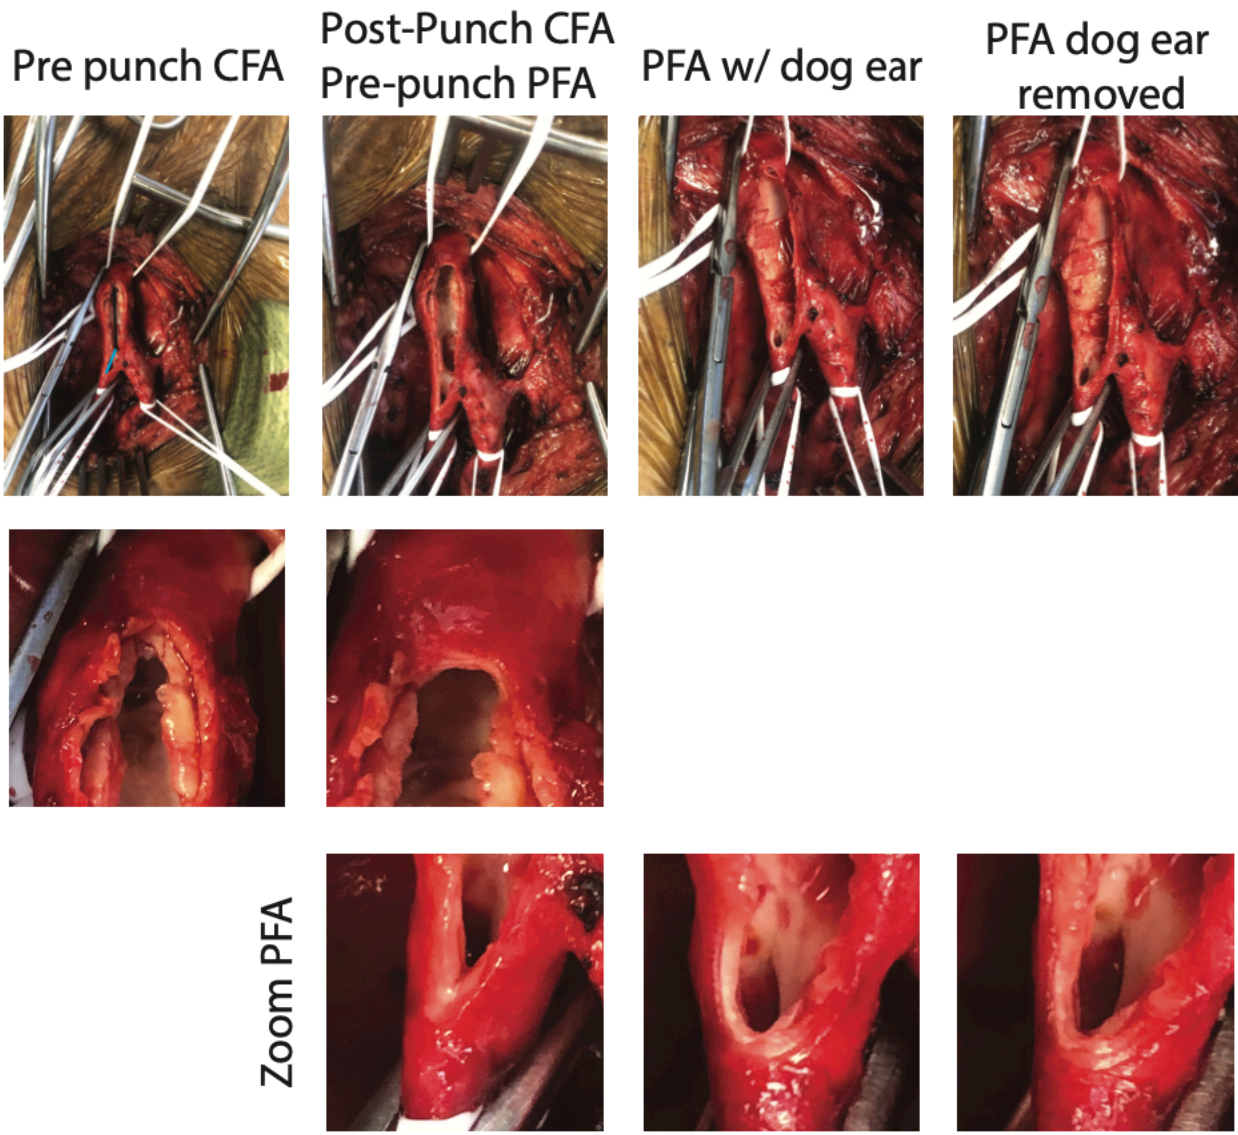 Pre punch CFA
Post-Punch CFA
Pre-punch PFA
PFA w/ dog ear
PFA dog ear
removed
Zoom PFA